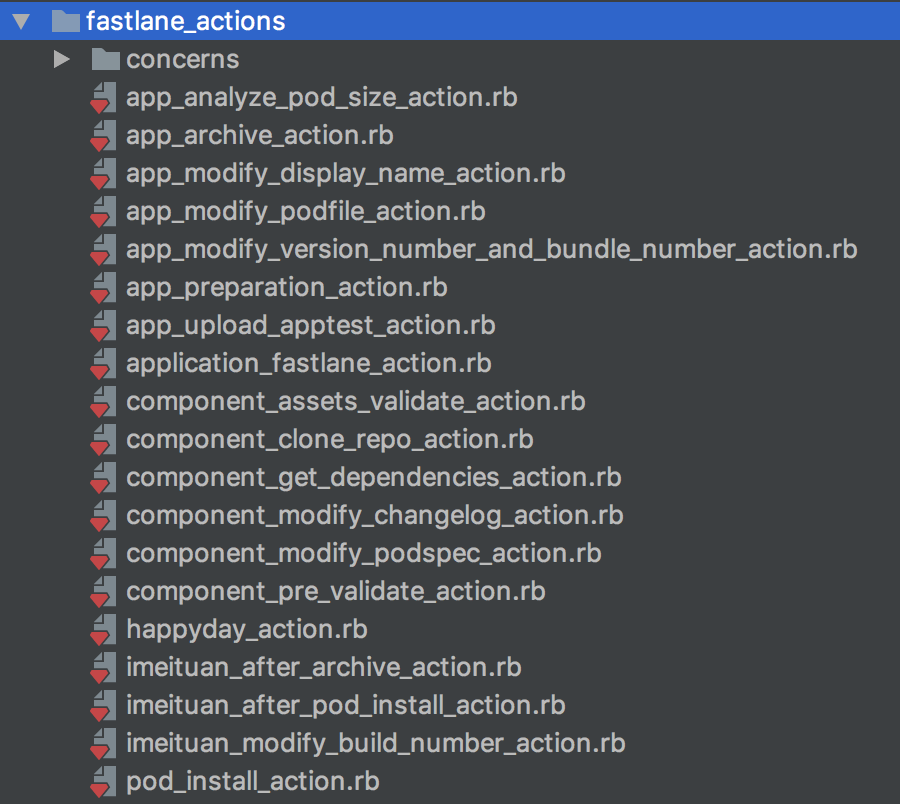 fastlane_actions
concerns
app_analyze_pod_size_action.rb
app_archive_action.rb
app_modify_display_name_action.rb
app_modify_podfile_action.rb
app_modify_version_number_and_bundle_number_action.rb
app_preparation_action.rb
app_upload_apptest_action.rb
application_fastlane_action.rb
component_assets_validate_action.rb
component_clone_repo_action.rb
component_get_dependencies_action.rb
component_modify_changelog_action.rb
component_modify_podspec_action.rb
component_pre_validate_action.rb
happyday_action.rb
imeituan_after_archive_action.rb
imeituan_after_pod_install_action.rb
imeituan_modify_build_number_action.rb
pod_install_action.rb